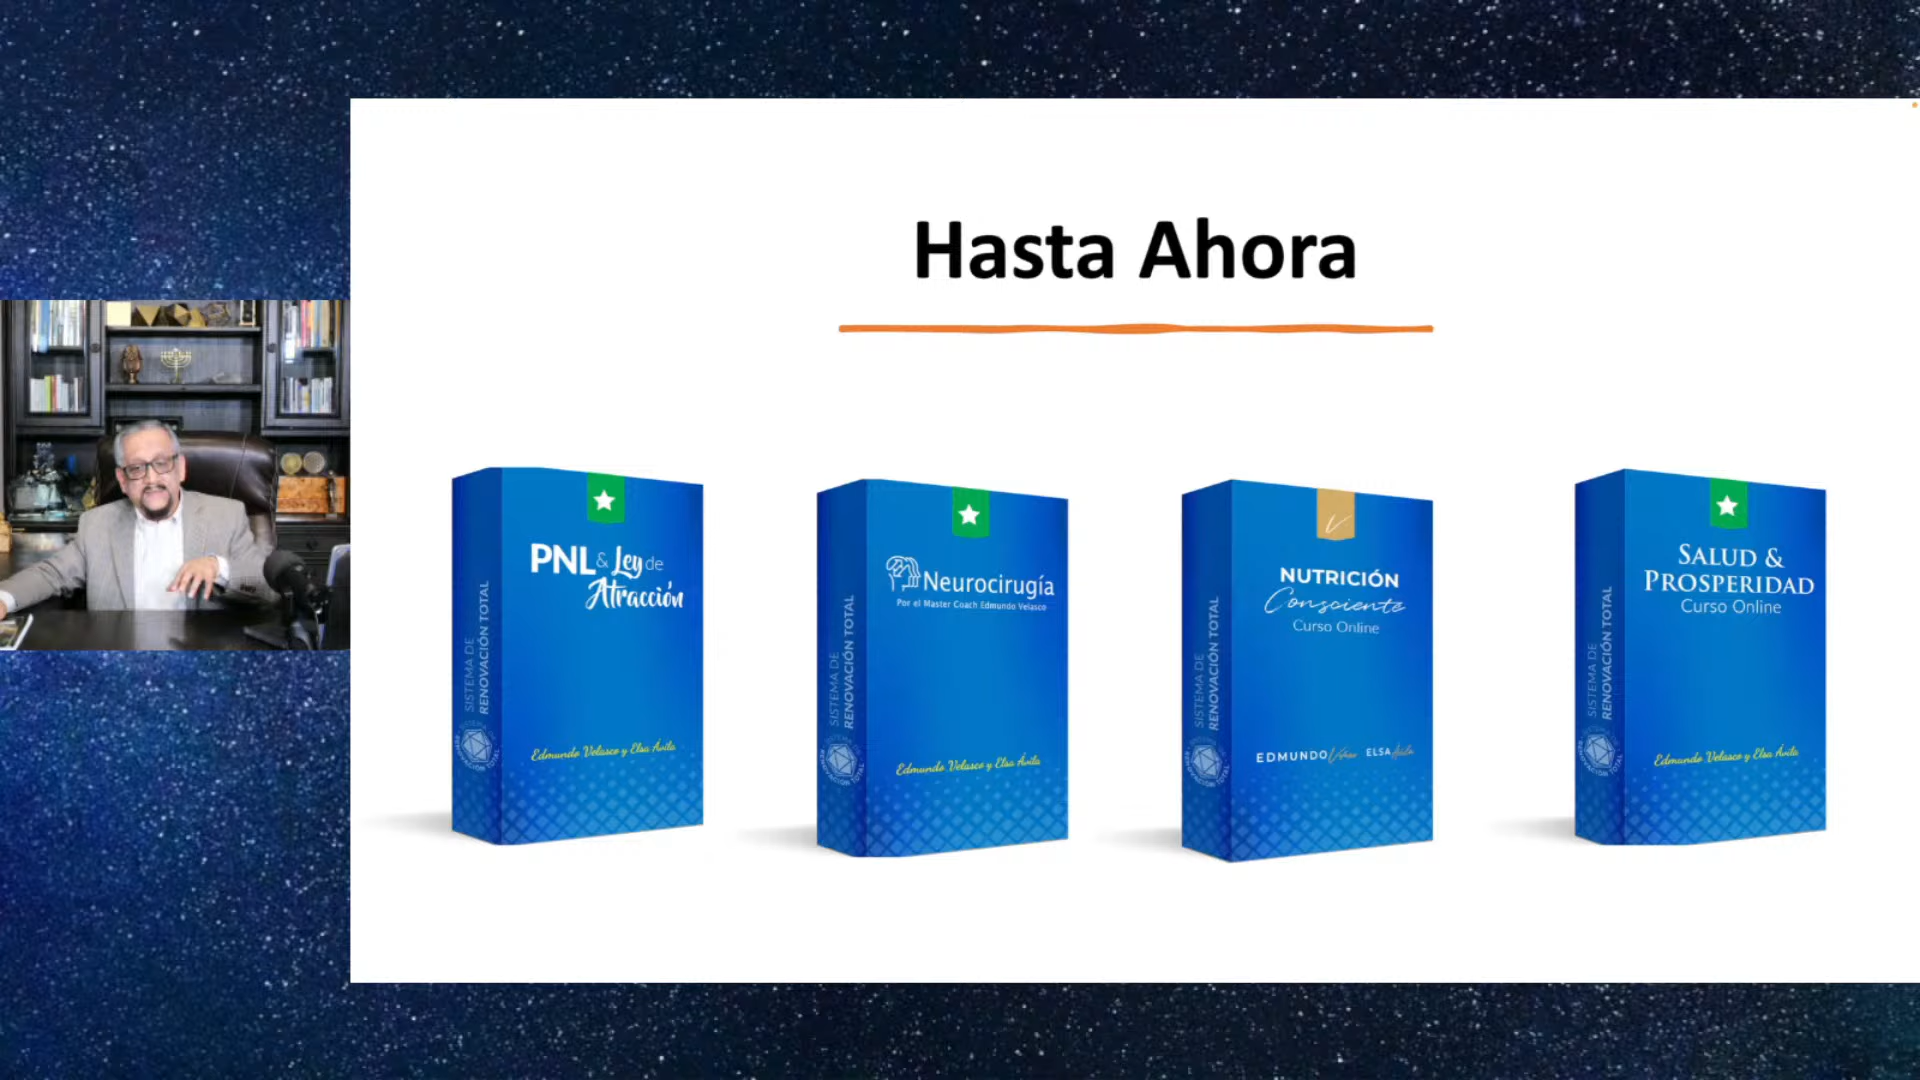 Hasta Ahora
PNL & Ley de
Atracción
SISTEMA DE
RENOVACIÓN TOTAL
Edmundo Velasco y Elsa Ávila
Neurocirugía
Por el Master Coach Edmundo Velasco
SISTEMA DE
RENOVACIÓN TOTAL
Edmundo Velasco y Elsa Ávila
NUTRICIÓN
Consciente
Curso Online
SISTEMA DE
RENOVACIÓN TOTAL
EDMUNDO ELSA Ávila
SALUD &
PROSPERIDAD
Curso Online
SISTEMA DE
RENOVACIÓN TOTAL
Edmundo Velasco y Elsa Ávila